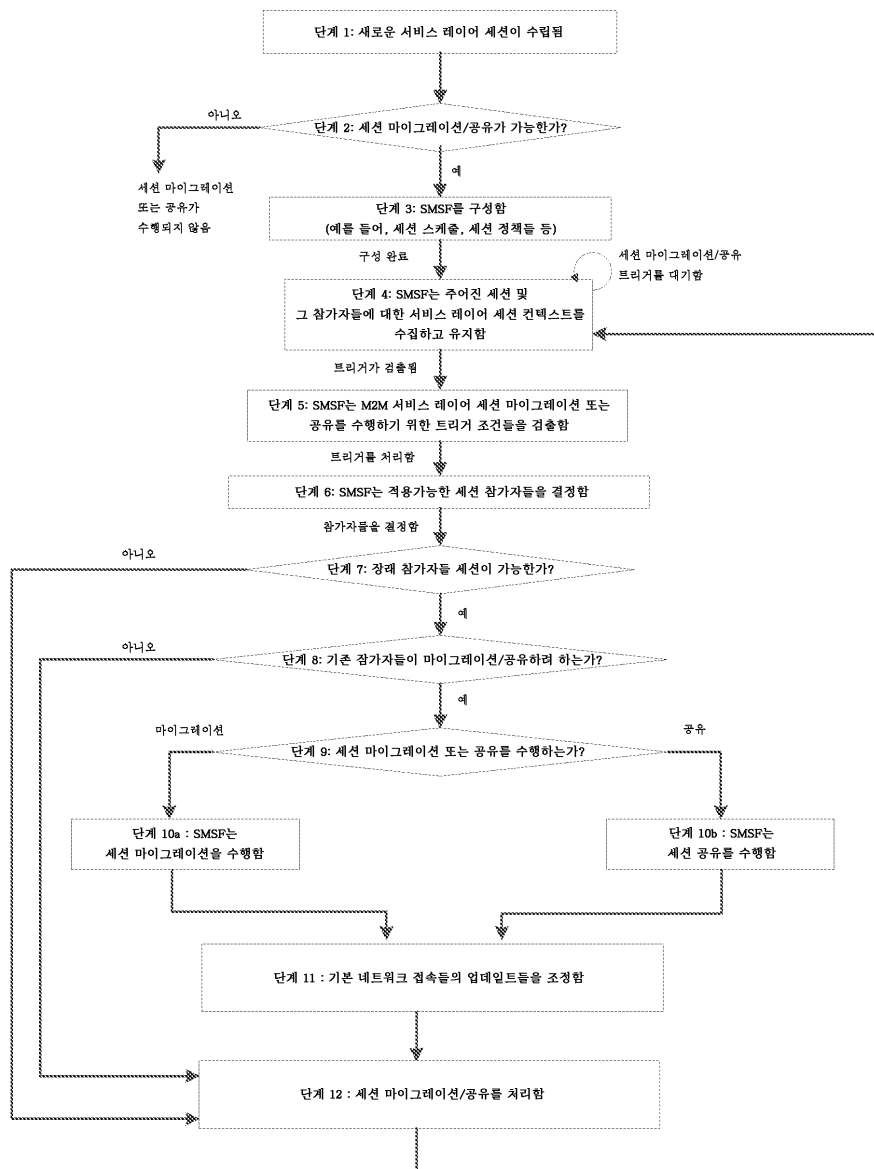 단계 1: 새로운 서비스 레이어 세션이 수립됨
아니오
단계 2: 세션 마이그레이션/공유가 가능한가?
예
세션 마이그레이션
또는 공유가
수행되지 않음
단계 3: SMSF를 구성함
(예를 들어, 세션 스케줄, 세션 정책들 등)
구성 완료
세션 마이그레이션/공유
트리거를 대기함
단계 4: SMSF는 주어진 세션 및
그 참가자들에 대한 서비스 레이어 세션 컨텍스트를
수집하고 유지함
트리거가 검출됨
단계 5: SMSF는 M2M 서비스 레이어 세션 마이그레이션 또는
공유를 수행하기 위한 트리거 조건들을 검출함
트리거를 처리함
단계 6: SMSF는 적용가능한 세션 참가자들을 결정함
참가자들을 결정함
아니오
단계 7: 장래 참가자들 세션이 가능한가?
예
아니오
단계 8: 기존 참가자들이 마이그레이션/공유하려 하는가?
예
마이그레이션
공유
단계 9: 세션 마이그레이션 또는 공유를 수행하는가?
단계 10a : SMSF는
세션 마이그레이션을 수행함
단계 10b : SMSF는
세션 공유를 수행함
단계 11 : 기본 네트워크 접속들의 업데일트들을 조정함
단계 12 : 세션 마이그레이션/공유를 처리함